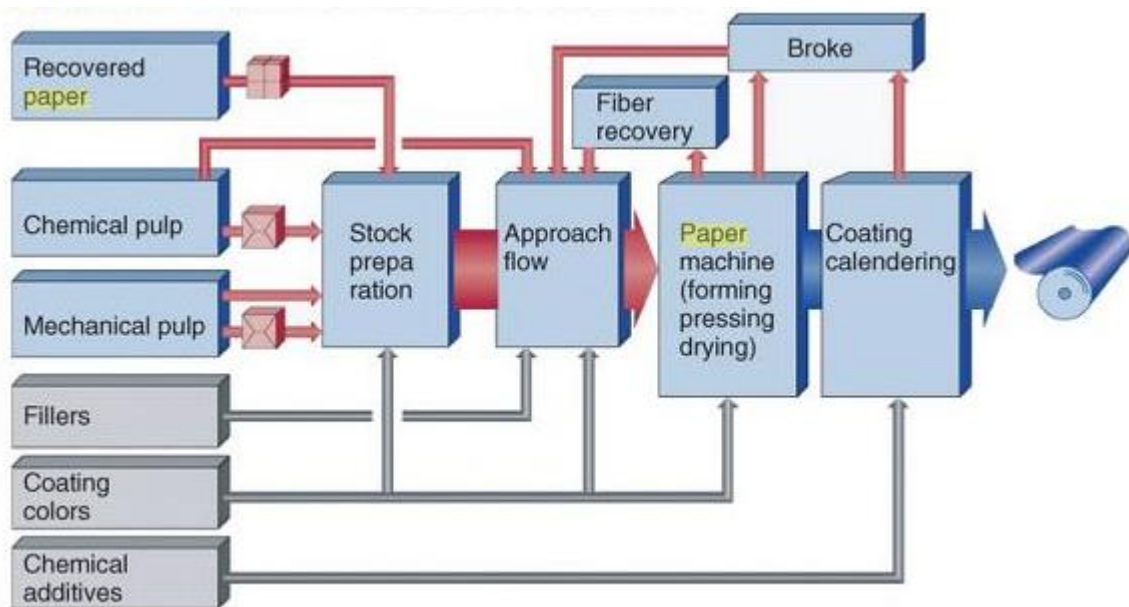 Recovered
paper
Broke
Fiber
recovery
Chemical pulp
Stock
prepa
ration
Approach
flow
Paper
machine
(forming
pressing
drying)
Coating
calendering
Mechanical pulp
Fillers
Coating
colors
Chemical
additives